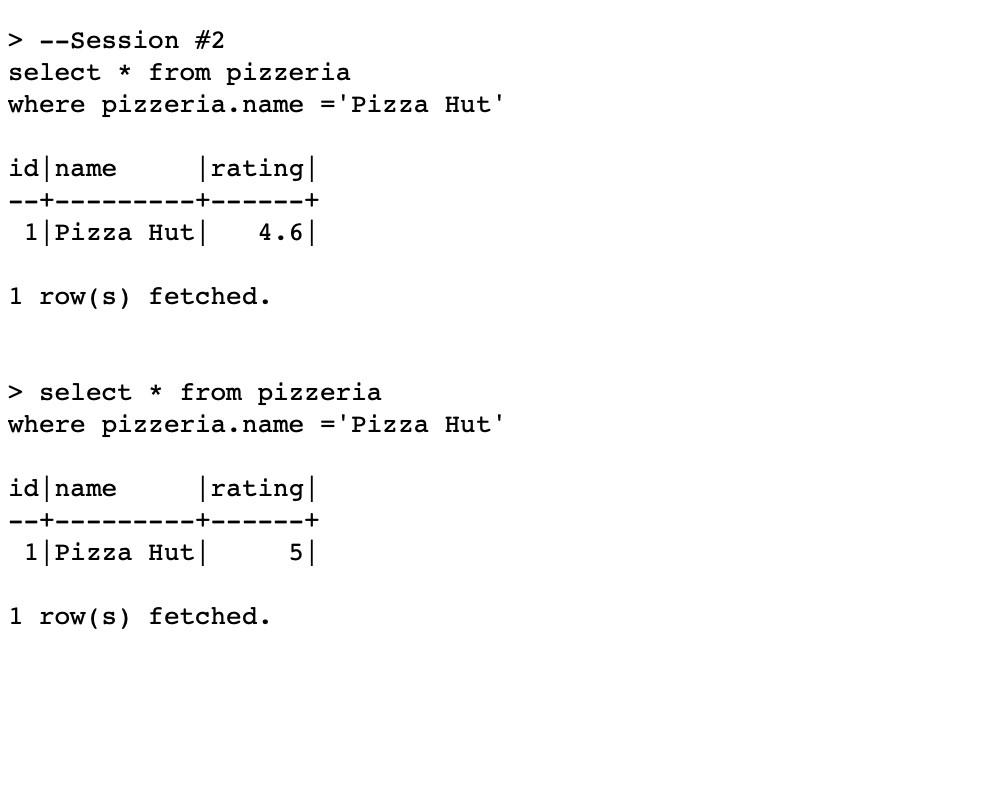 > --Session #2
select * from pizzeria
where pizzeria.name ='Pizza Hut'
id|name     |rating|
--+---------+------+
 1|Pizza Hut|   4.6|
1 row(s) fetched.
> select * from pizzeria
where pizzeria.name ='Pizza Hut'
id|name     |rating|
--+---------+------+
 1|Pizza Hut|     5|
1 row(s) fetched.